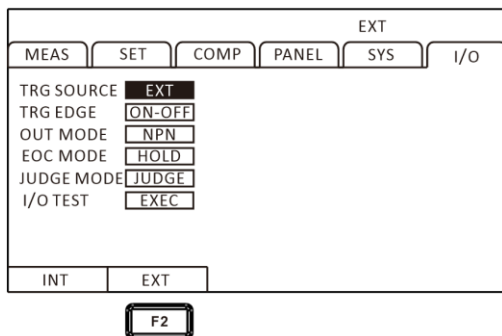 EXT
MEAS SET COMP PANEL SYS I/O
TRG SOURCE EXT
TRG EDGE ON-OFF
OUT MODE NPN
EOC MODE HOLD
JUDGE MODE JUDGE
I/O TEST EXEC
INT EXT
F2